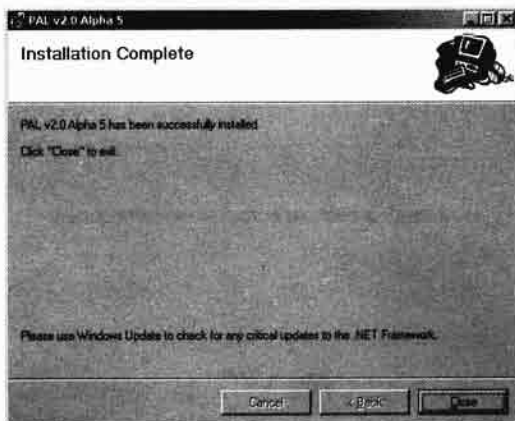 PAL v2.0 Alpha 5
Installation Complete
PAL v2.0 Alpha 5 has been successfully installed.
Click "Close" to exit.
Please use Windows Update to check for any critical updates to the .NET Framework.
Cancel
< Back
Close